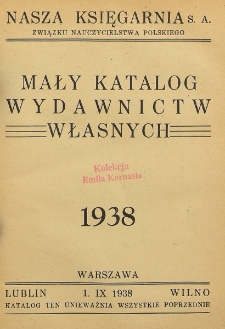 NASZA KSIĘGARNIA S. A.
ZWIĄZKU NAUCZYCIELSTWA POLSKIEGO
MAŁY KATALOG
WYDAWNICTW
WŁASNYCH
Kolekcja
Emila Kornasia
1938
WARSZAWA
LUBLIN 1. IX 1938 WILNO
KATALOG TEN UNIEWAŻNIA WSZYSTKIE POPRZEDNIE